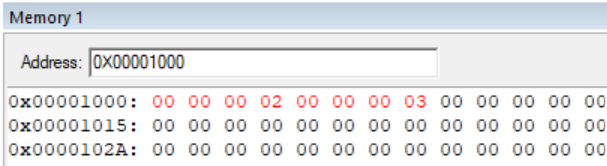 Memory 1
Address: 0X00001000
0x00001000: 00 00 00 02 00 00 00 03 00 00 00 00 00
0x00001015: 00 00 00 00 00 00 00 00 00 00 00 00 00
0x0000102A: 00 00 00 00 00 00 00 00 00 00 00 00 00